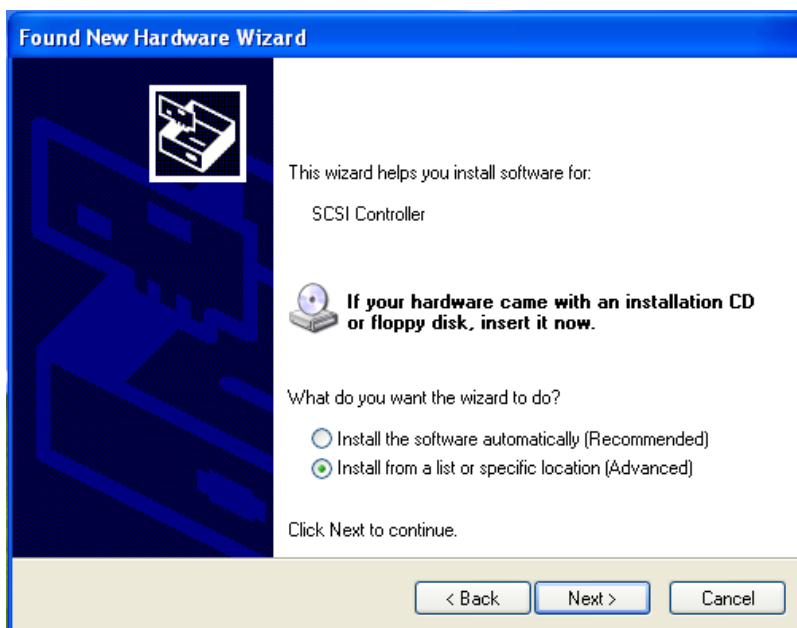 Found New Hardware Wizard
This wizard helps you install software for:
SCSI Controller
If your hardware came with an installation CD
or floppy disk, insert it now.
What do you want the wizard to do?
Install the software automatically (Recommended)
Install from a list or specific location (Advanced)
Click Next to continue.
< Back Next > Cancel